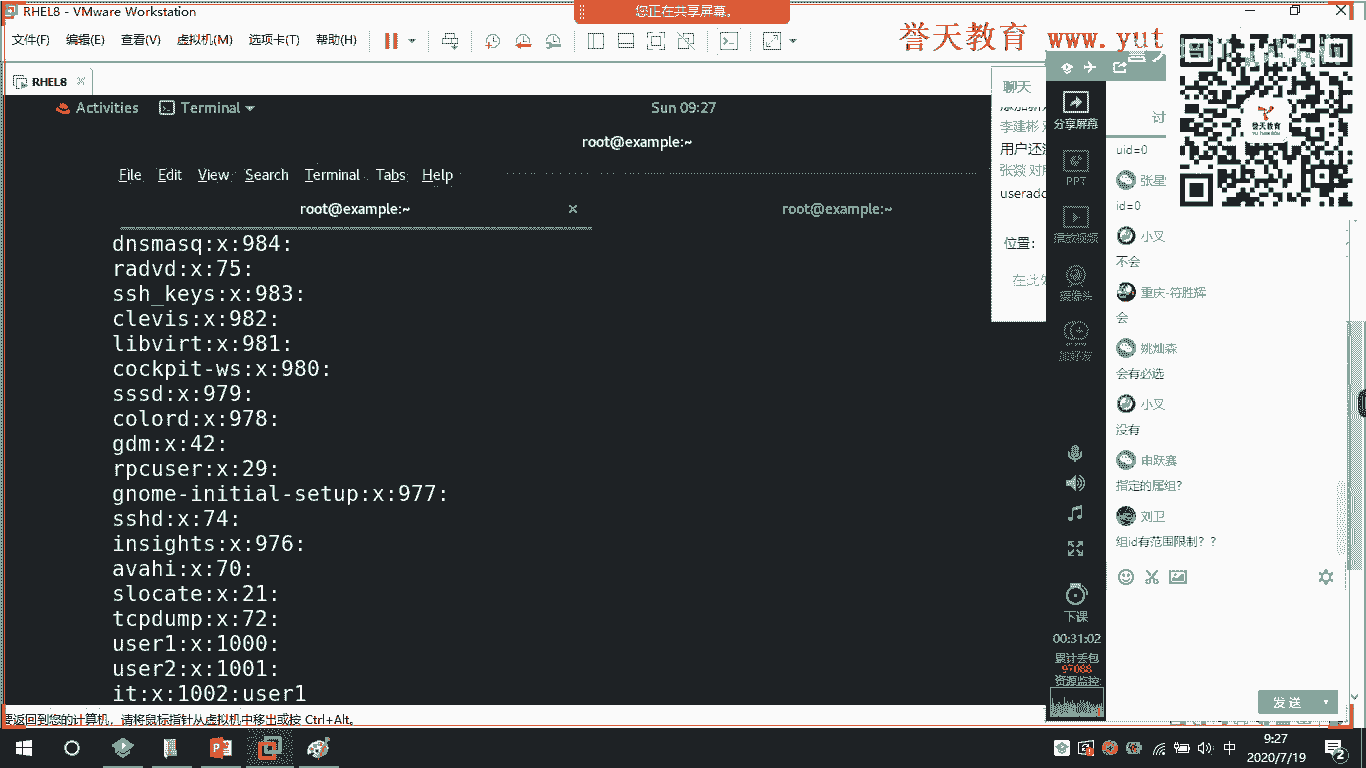 RHEL8 - VMware Workstation
您正在共享屏幕。
文件(F) 编辑(E) 查看(V) 虚拟机(M) 选项卡(T) 帮助(H)
誉天教育 www.yut
RHEL8
Activities Terminal Sun 09:27
root@example:~
File Edit View Search Terminal Tabs Help
root@example:~ root@example:~
dnsmasq:x:984:
radvd:x:75:
ssh_keys:x:983:
clevis:x:982:
libvirt:x:981:
cockpit-ws:x:980:
sssd:x:979:
colord:x:978:
gdm:x:42:
rpcuser:x:29:
gnome-initial-setup:x:977:
sshd:x:74:
insights:x:976:
avahi:x:70:
slocate:x:21:
tcpdump:x:72:
user1:x:1000:
user2:x:1001:
it:x:1002:user1
聊天
李建彬
用户还
张燚 对
位置:
分享屏幕
PPT
播放视频
摄像头
加好友
下课
00:31:02
累计丢包
97088
资源监控:
讨
誉天教育
uid=0
张星
id=0
小叉
不会
重庆-符胜辉
会
姚灿森
会有必选
小叉
没有
申跃赛
指定的属组?
刘卫
组id有范围限制??
发送
要返回到您的计算机，请将鼠标指针从虚拟机中移出或按 Ctrl+Alt。
中
9:27
2020/7/19
2